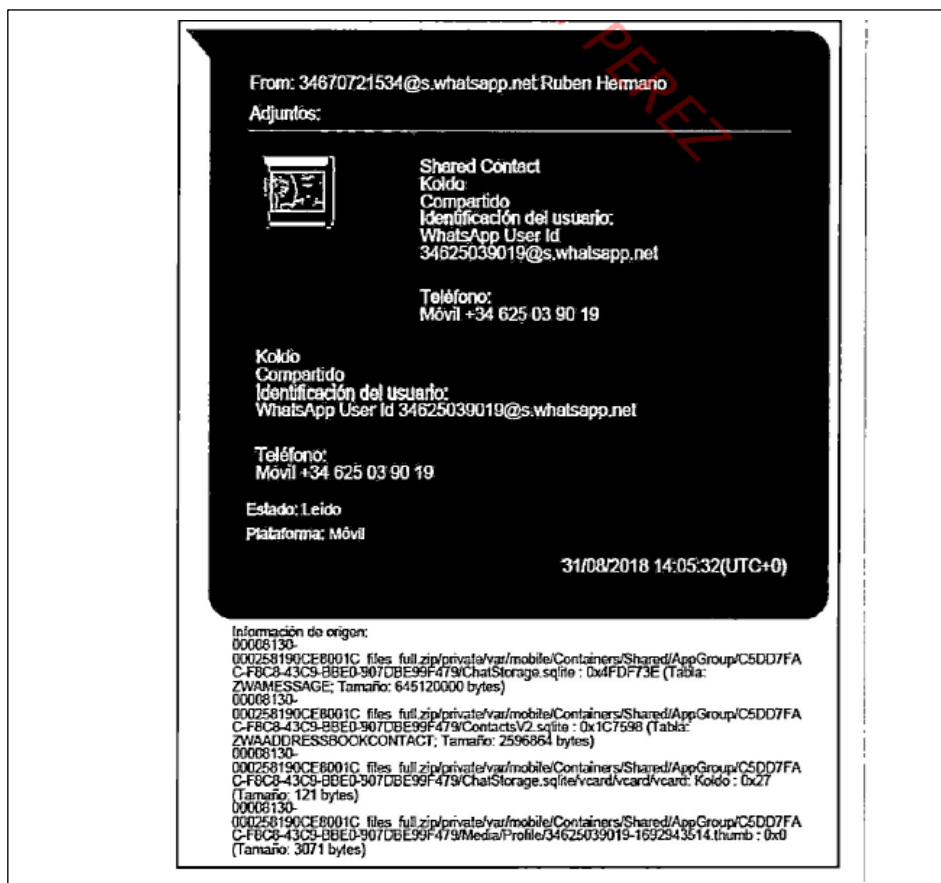 PEREZ
From: 34670721534@s.whatsapp.net Ruben Hermano
Adjuntos:
Shared Contact
Koldo
Compartido
Identificación del usuario:
WhatsApp User Id
34625039019@s.whatsapp.net
Teléfono:
Móvil +34 625 03 90 19
Koldo
Compartido
Identificación del usuario:
WhatsApp User Id 34625039019@s.whatsapp.net
Teléfono:
Móvil +34 625 03 90 19
Estado: Leído
Plataforma: Móvil
31/08/2018 14:05:32(UTC+0)
Información de origen:
00008130-
000258190CE8001C_files_full.zip/private/var/mobile/Containers/Shared/AppGroup/C5DD7FA
C-F8C8-43C9-BBE0-907DBE99F479/ChatStorage.sqlite : 0x4FDF73E (Tabla:
ZWAMESSAGE; Tamaño: 645120000 bytes)
00008130-
000258190CE8001C_files_full.zip/private/var/mobile/Containers/Shared/AppGroup/C5DD7FA
C-F8C8-43C9-BBE0-907DBE99F479/ContactsV2.sqlite : 0x1C7598 (Tabla:
ZWAADDRESSBOOKCONTACT; Tamaño: 2596864 bytes)
00008130-
000258190CE8001C_files_full.zip/private/var/mobile/Containers/Shared/AppGroup/C5DD7FA
C-F8C8-43C9-BBE0-907DBE99F479/ChatStorage.sqlite/vcard/vcard/vcard: Koldo : 0x27
(Tamaño: 121 bytes)
00008130-
000258190CE8001C_files_full.zip/private/var/mobile/Containers/Shared/AppGroup/C5DD7FA
C-F8C8-43C9-BBE0-907DBE99F479/Media/Profile/34625039019-1692943514.thumb : 0x0
(Tamaño: 3071 bytes)